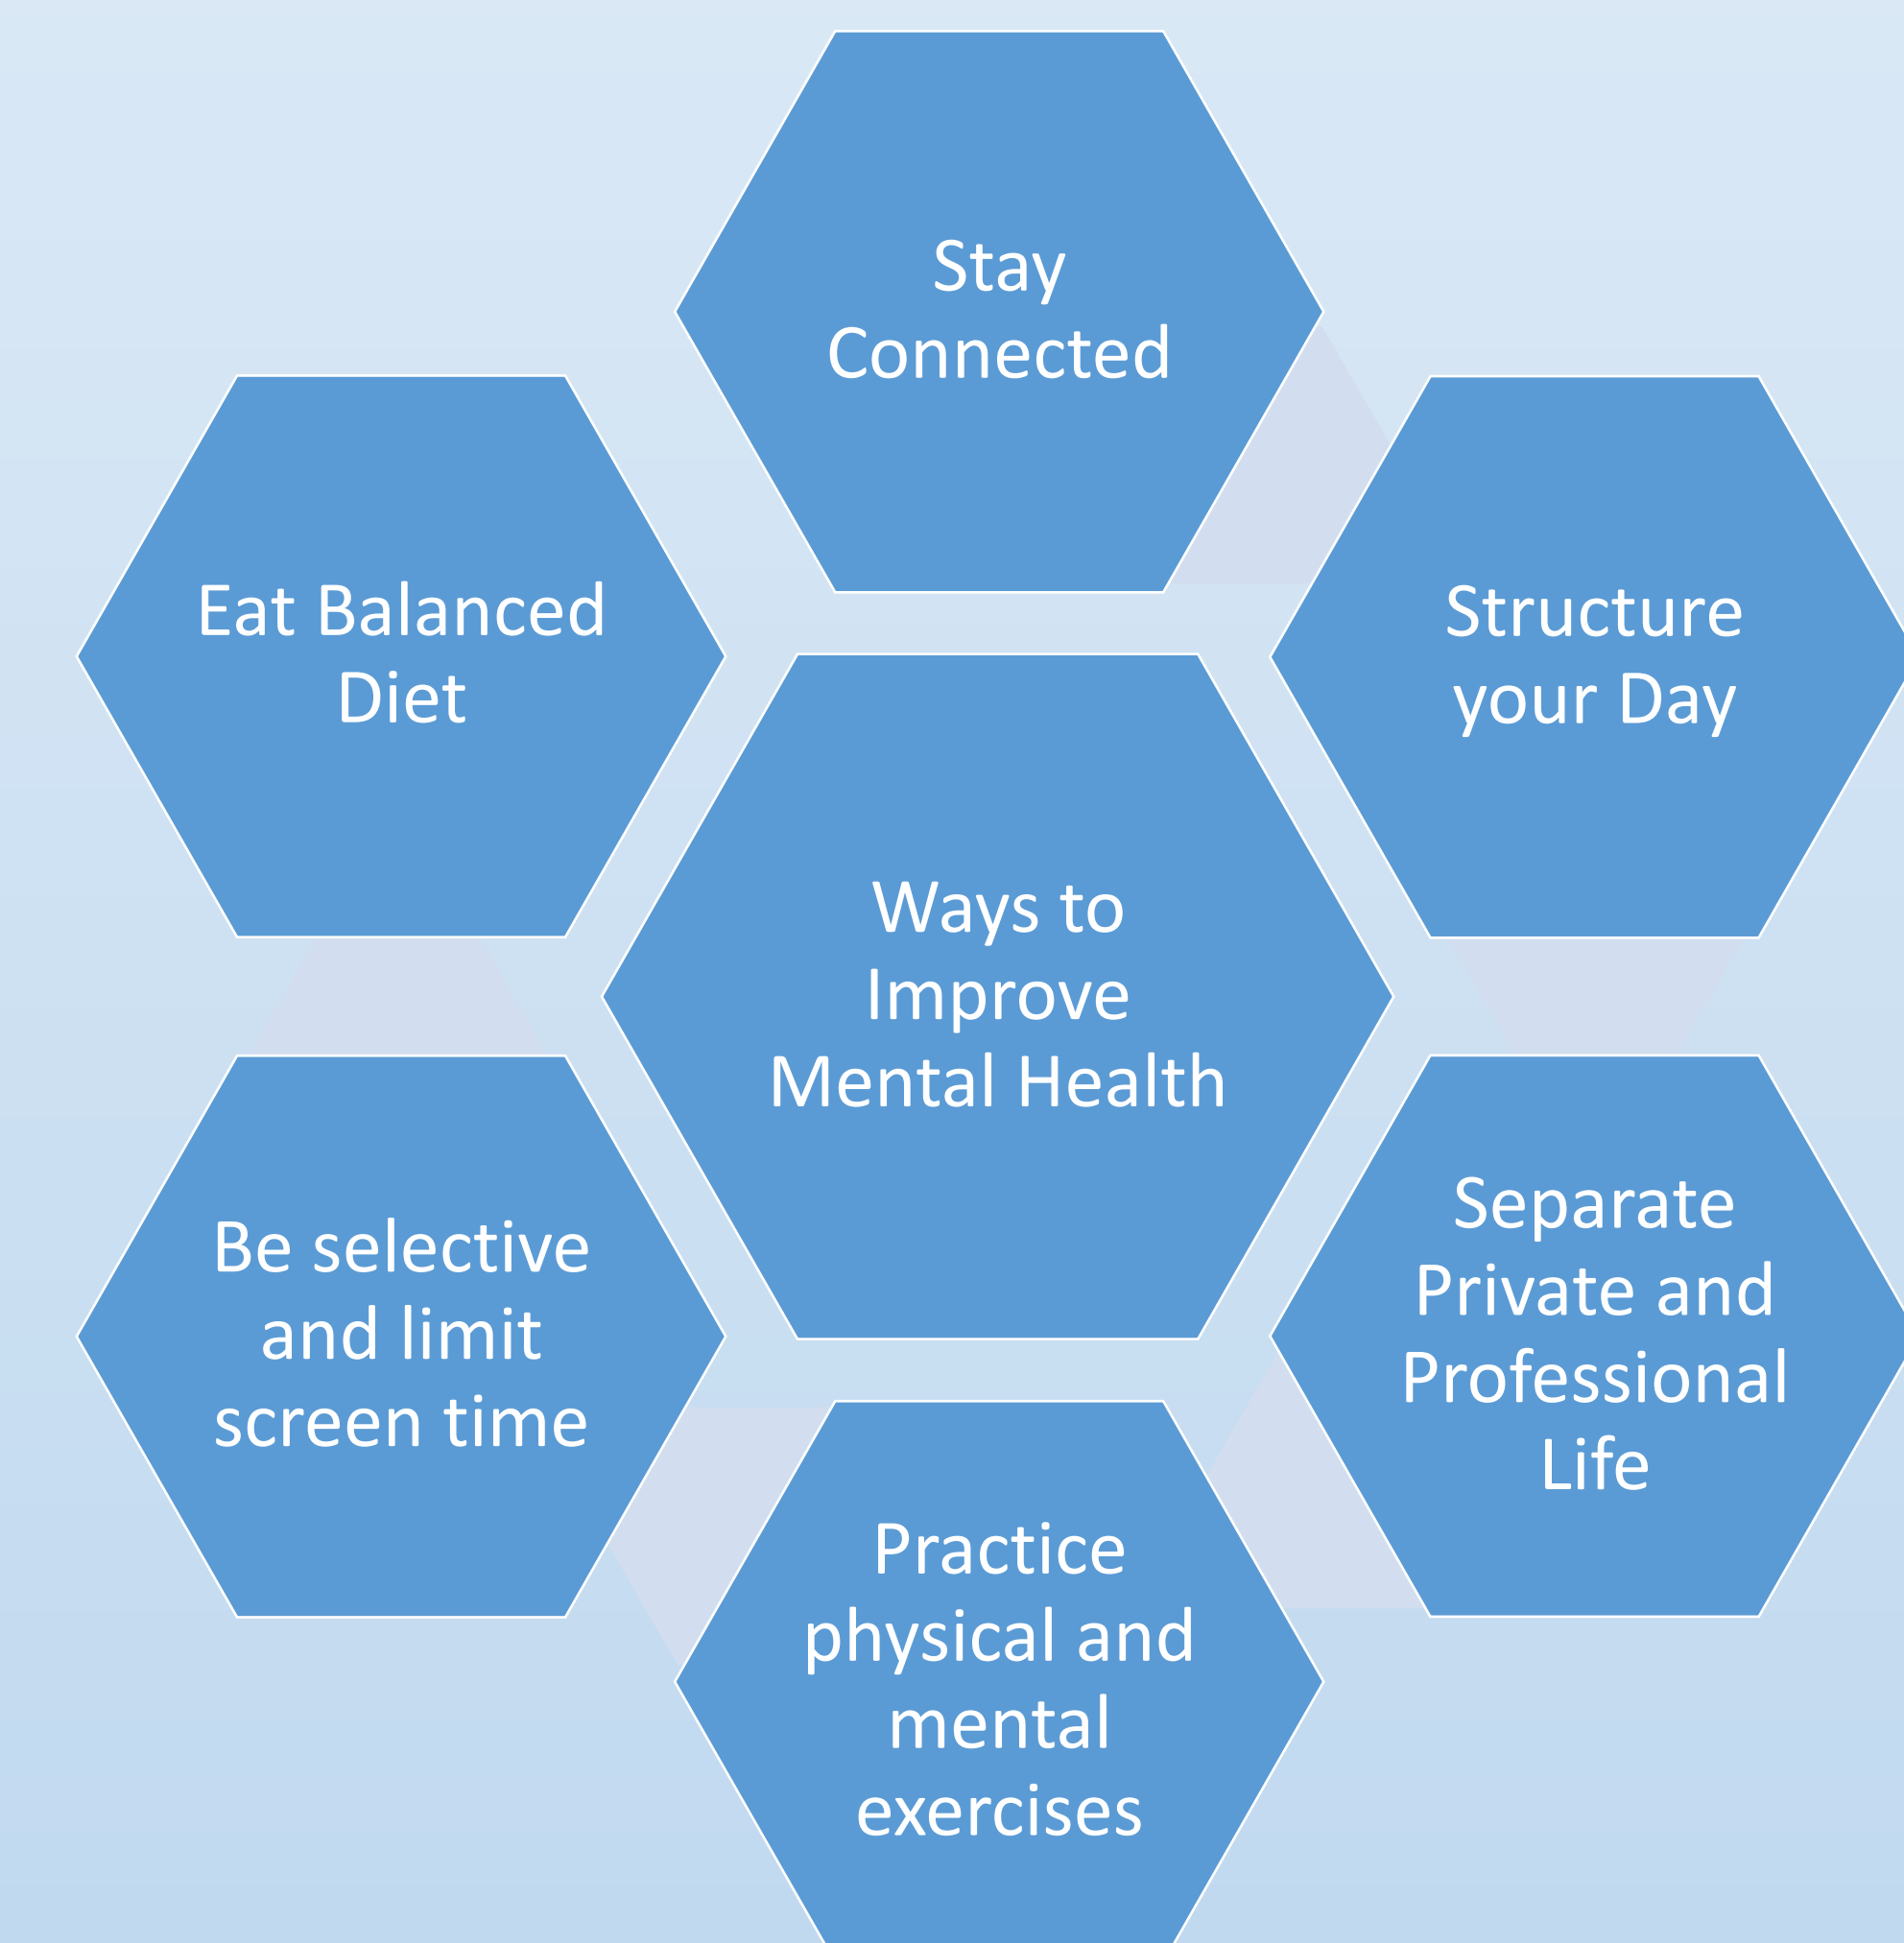 Stay
Connected
Eat Balanced
Diet
Structure
your Day
Ways to
Improve
Mental Health
Be selective
and limit
screen time
Separate
Private and
Professional
Life
Practice
physical and
mental
exercises